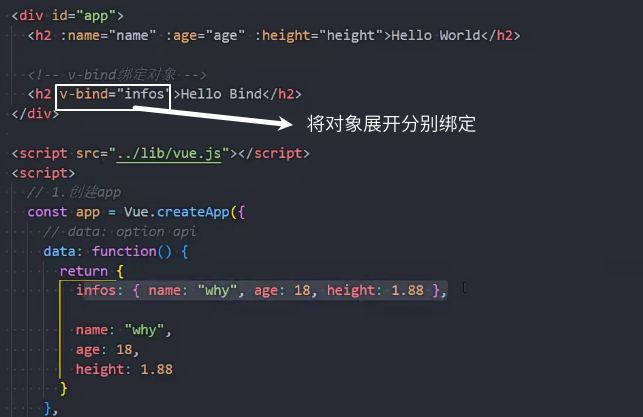 <div id="app">
<h2 :name="name" :age="age" :height="height">Hello World</h2>
<!-- v-bind绑定对象 -->
<h2 v-bind="infos">Hello Bind</h2>
</div>
将对象展开分别绑定
<script src="../lib/vue.js"></script>
<script>
// 1.创建app
const app = Vue.createApp({
// data: option api
data: function() {
return {
infos: { name: "why", age: 18, height: 1.88 },
name: "why",
age: 18,
height: 1.88
}
},